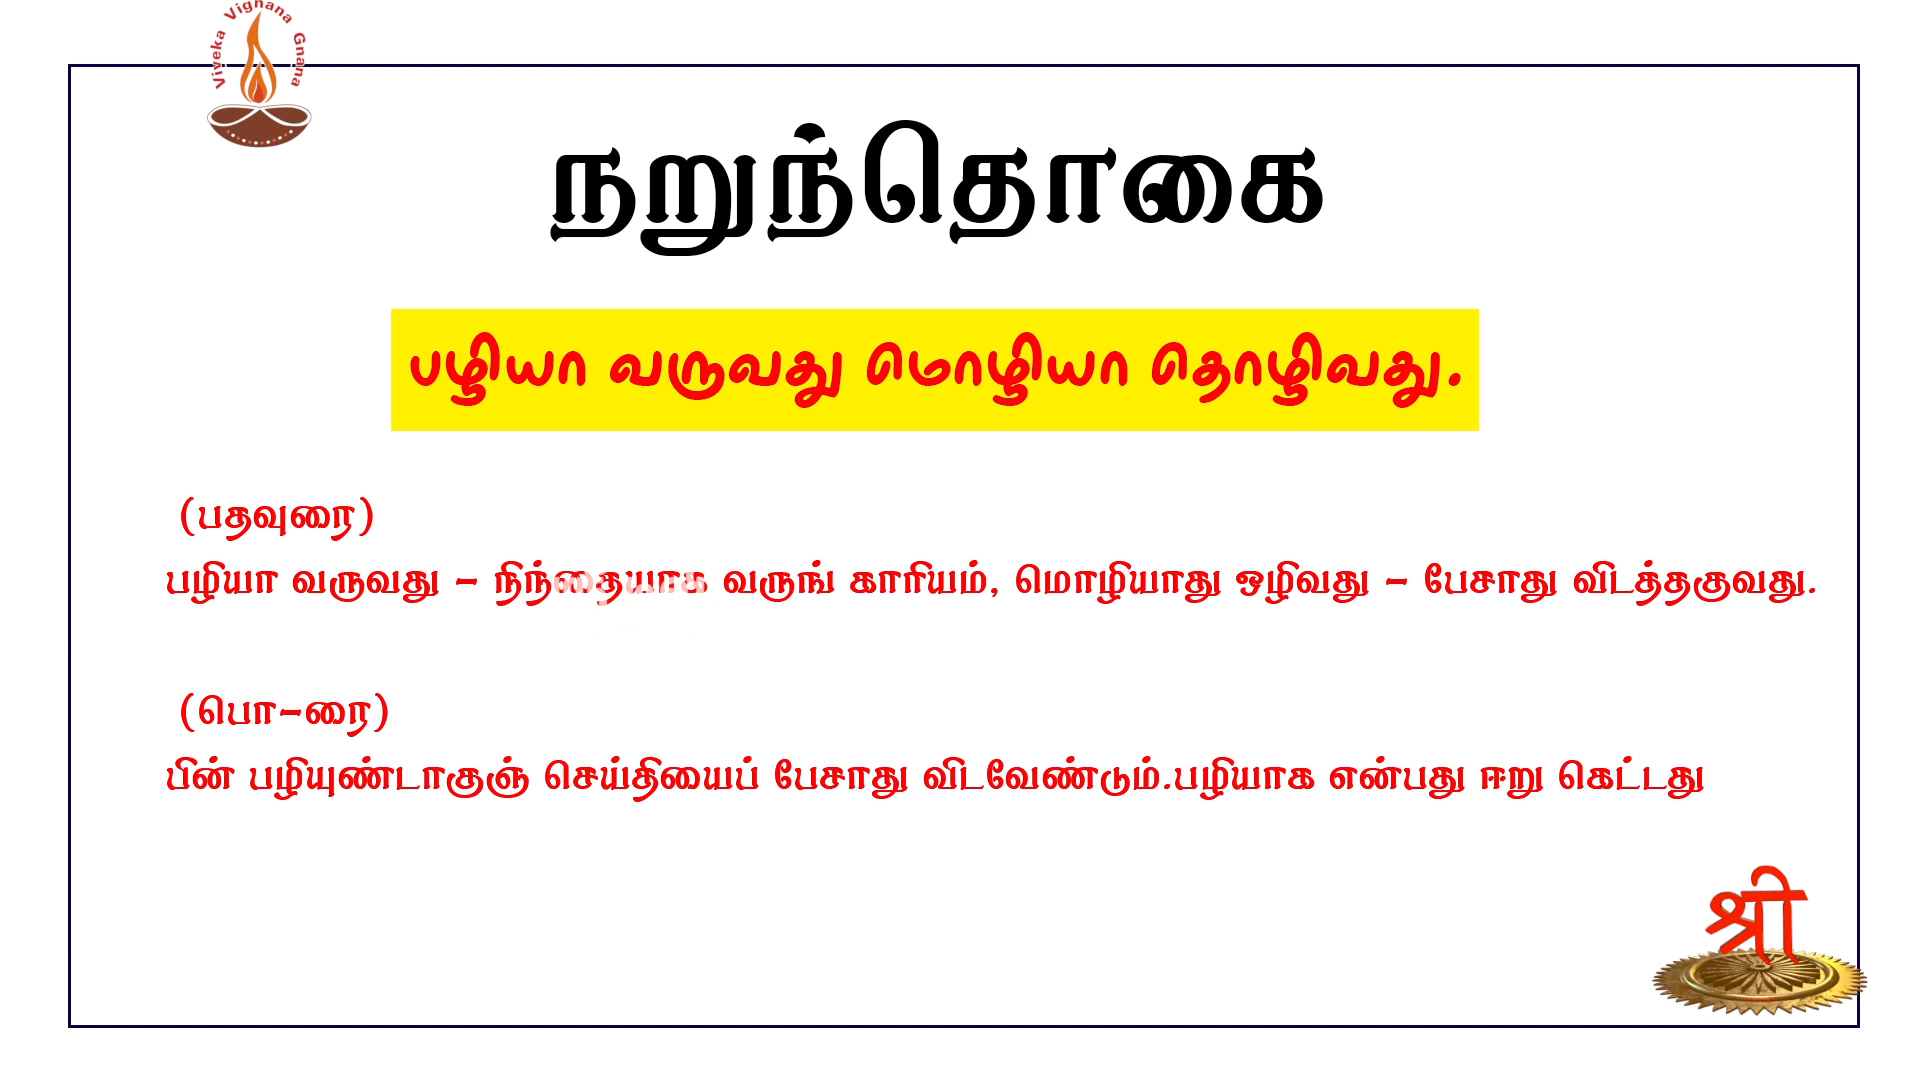 Viveka Vignana Gnana
நறுந்தொகை
பழியா வருவது மொழியா தொழிவது.
(பதவுரை)
பழியா வருவது – நிந்தையாக வருங் காரியம், மொழியாது ஒழிவது – பேசாது விடத்தகுவது.
(பொ–ரை)
பின் பழியுண்டாகுஞ் செய்தியைப் பேசாது விடவேண்டும்.பழியாக என்பது ஈறு கெட்டது
श्री